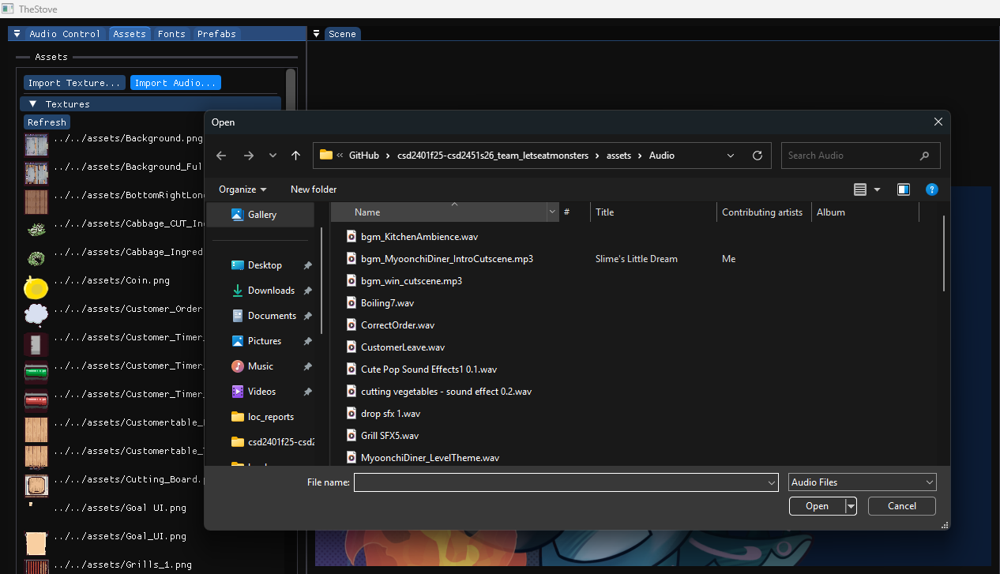 TheStove
Audio Control Assets Fonts Prefabs
Scene
Assets
Import Texture... Import Audio...
Textures
Refresh
../../assets/Background.png
../../assets/Background_Ful
../../assets/BottomRightLon
../../assets/Cabbage_CUT_In
../../assets/Cabbage_Ingred
../../assets/Coin.png
../../assets/Customer_Order
../../assets/Customer_Timer
../../assets/Customer_Timer
../../assets/Customer_Timer
../../assets/Customertable_
../../assets/Customertable_
../../assets/Cutting_Board.
../../assets/Goal UI.png
../../assets/Goal_UI.png
../../assets/Grills_1.png
Open
« GitHub › csd2401f25-csd2451s26_team_letseatmonsters › assets › Audio
Search Audio
Organize New folder
?
Gallery
Desktop
Downloads
Documents
Pictures
Music
Videos
loc_reports
csd2401f25-csd2
Name # Title Contributing artists Album
bgm_KitchenAmbience.wav
bgm_MyoonchiDiner_IntroCutscene.mp3 Slime's Little Dream Me
bgm_win_cutscene.mp3
Boiling7.wav
CorrectOrder.wav
CustomerLeave.wav
Cute Pop Sound Effects1 0.1.wav
cutting vegetables - sound effect 0.2.wav
drop sfx 1.wav
Grill SFX5.wav
MyoonchiDiner_LevelTheme.wav
File name: Audio Files
Open Cancel